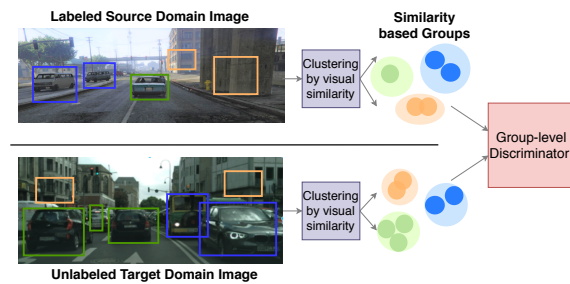 Labeled Source Domain Image
Similarity
based Groups
Clustering
by visual
similarity
Group-level
Discriminator
Clustering
by visual
similarity
Unlabeled Target Domain Image